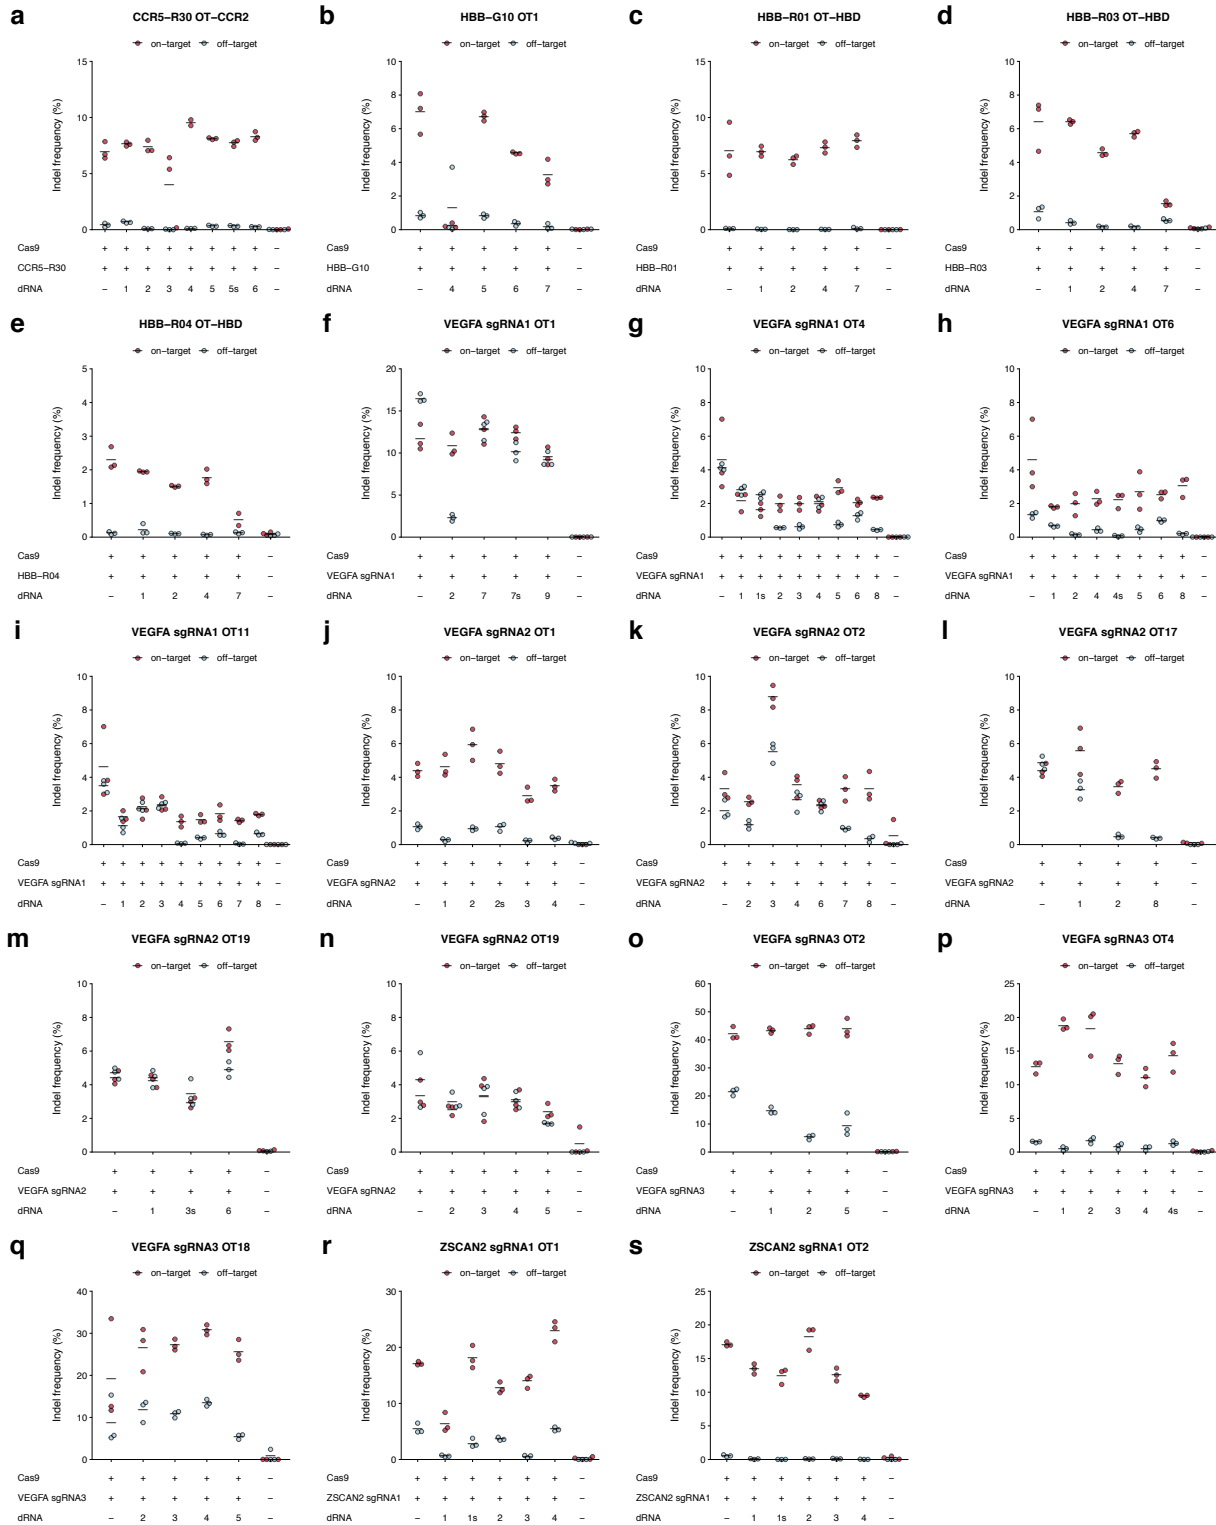 a
CCR5–R30 OT–CCR2
on–target off–target
Indel frequency (%)
15
10
5
0
Cas9 + + + + + + + + –
CCR5–R30 + + + + + + + + –
dRNA – 1 2 3 4 5 5s 6 –
b
HBB–G10 OT1
on–target off–target
Indel frequency (%)
10
8
6
4
2
0
Cas9 + + + + + –
HBB–G10 + + + + + –
dRNA – 4 5 6 7 –
c
HBB–R01 OT–HBD
on–target off–target
Indel frequency (%)
15
10
5
0
Cas9 + + + + + –
HBB–R01 + + + + + –
dRNA – 1 2 4 7 –
d
HBB–R03 OT–HBD
on–target off–target
Indel frequency (%)
10
8
6
4
2
0
Cas9 + + + + + –
HBB–R03 + + + + + –
dRNA – 1 2 4 7 –
e
HBB–R04 OT–HBD
on–target off–target
Indel frequency (%)
5
4
3
2
1
0
Cas9 + + + + + –
HBB–R04 + + + + + –
dRNA – 1 2 4 7 –
f
VEGFA sgRNA1 OT1
on–target off–target
Indel frequency (%)
20
15
10
5
0
Cas9 + + + + + –
VEGFA sgRNA1 + + + + + –
dRNA – 2 7 7s 9 –
g
VEGFA sgRNA1 OT4
on–target off–target
Indel frequency (%)
10
8
6
4
2
0
Cas9 + + + + + + + + + –
VEGFA sgRNA1 + + + + + + + + + –
dRNA – 1 1s 2 3 4 5 6 8 –
h
VEGFA sgRNA1 OT6
on–target off–target
Indel frequency (%)
10
8
6
4
2
0
Cas9 + + + + + + + + –
VEGFA sgRNA1 + + + + + + + + –
dRNA – 1 2 4 4s 5 6 8 –
i
VEGFA sgRNA1 OT11
on–target off–target
Indel frequency (%)
10
8
6
4
2
0
Cas9 + + + + + + + + + –
VEGFA sgRNA1 + + + + + + + + + –
dRNA – 1 2 3 4 5 6 7 8 –
j
VEGFA sgRNA2 OT1
on–target off–target
Indel frequency (%)
10
8
6
4
2
0
Cas9 + + + + + + –
VEGFA sgRNA2 + + + + + + –
dRNA – 1 2 2s 3 4 –
k
VEGFA sgRNA2 OT2
on–target off–target
Indel frequency (%)
10
8
6
4
2
0
Cas9 + + + + + + + –
VEGFA sgRNA2 + + + + + + + –
dRNA – 2 3 4 6 7 8 –
l
VEGFA sgRNA2 OT17
on–target off–target
Indel frequency (%)
10
8
6
4
2
0
Cas9 + + + + –
VEGFA sgRNA2 + + + + –
dRNA – 1 2 8 –
m
VEGFA sgRNA2 OT19
on–target off–target
Indel frequency (%)
10
8
6
4
2
0
Cas9 + + + + –
VEGFA sgRNA2 + + + + –
dRNA – 1 3s 6 –
n
VEGFA sgRNA2 OT19
on–target off–target
Indel frequency (%)
10
8
6
4
2
0
Cas9 + + + + + –
VEGFA sgRNA2 + + + + + –
dRNA – 2 3 4 5 –
o
VEGFA sgRNA3 OT2
on–target off–target
Indel frequency (%)
60
50
40
30
20
10
0
Cas9 + + + + –
VEGFA sgRNA3 + + + + –
dRNA – 1 2 5 –
p
VEGFA sgRNA3 OT4
on–target off–target
Indel frequency (%)
25
20
15
10
5
0
Cas9 + + + + + + –
VEGFA sgRNA3 + + + + + + –
dRNA – 1 2 3 4 4s –
q
VEGFA sgRNA3 OT18
on–target off–target
Indel frequency (%)
40
30
20
10
0
Cas9 + + + + + –
VEGFA sgRNA3 + + + + + –
dRNA – 2 3 4 5 –
r
ZSCAN2 sgRNA1 OT1
on–target off–target
Indel frequency (%)
30
20
10
0
Cas9 + + + + + + –
ZSCAN2 sgRNA1 + + + + + + –
dRNA – 1 1s 2 3 4 –
s
ZSCAN2 sgRNA1 OT2
on–target off–target
Indel frequency (%)
25
20
15
10
5
0
Cas9 + + + + + + –
ZSCAN2 sgRNA1 + + + + + + –
dRNA – 1 1s 2 3 4 –